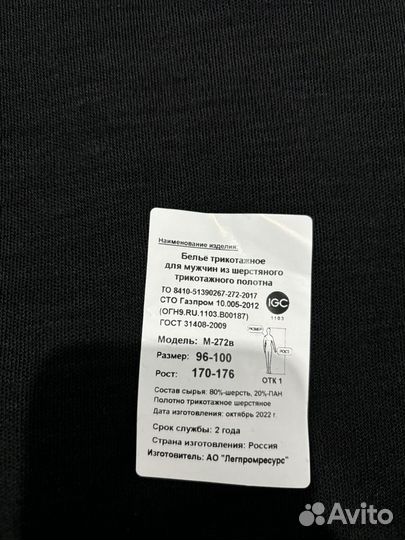 Наименование изделия:
Белье трикотажное
для мужчин из шерстяного
трикотажного полотна
ТО 8410-51390267-272-2017
СТО Газпром 10.005-2012
(ОГН9.RU.1103.В00187)
ГОСТ 31408-2009
IGC
1103
Модель: М-272в
Размер: 96-100
Рост: 170-176
РАЗМЕР
РОСТ
ОТК 1
Состав сырья: 80%-шерсть, 20%-ПАН
Полотно трикотажное шерстяное
Дата изготовления: октябрь 2022 г.
Срок службы: 2 года
Страна изготовления: Россия
Изготовитель: АО "Легпромресурс"
Avito